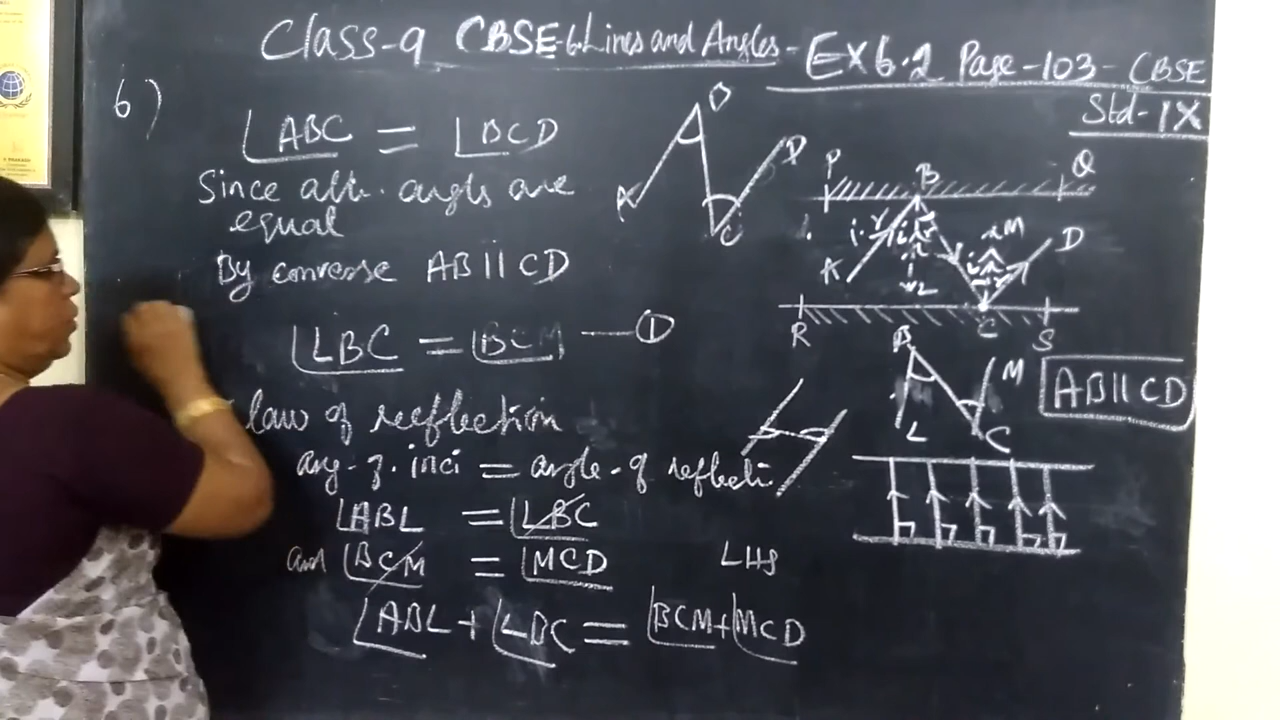 Class-9 CBSE-6.Lines and Angles - EX 6.2 Page-103- CBSE
Std-IX
6)
∠ABC = ∠BCD
Since alt. angls are
equal
By converse AB || CD
∠LBC = ∠BCM — ①
law of reeflection
ang-of. inci = angle-of reflecti
∠ABL = ∠LBC
and ∠BCM = ∠MCD
LHS
∠ABL + ∠LBC = ∠BCM + ∠MCD
A
C
D
P
B
Q
i
r
M
D
A
L
R
C
S
B
M
L
C
AB || CD